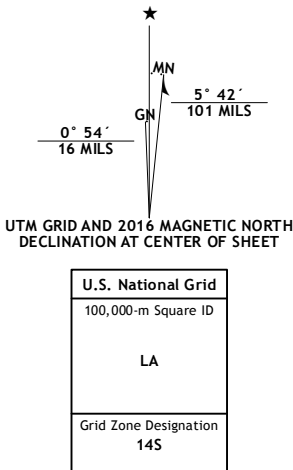 ★
MN
GN
5° 42´
101 MILS
0° 54´
16 MILS
UTM GRID AND 2016 MAGNETIC NORTH
DECLINATION AT CENTER OF SHEET
U.S. National Grid
100,000-m Square ID
LA
Grid Zone Designation
14S